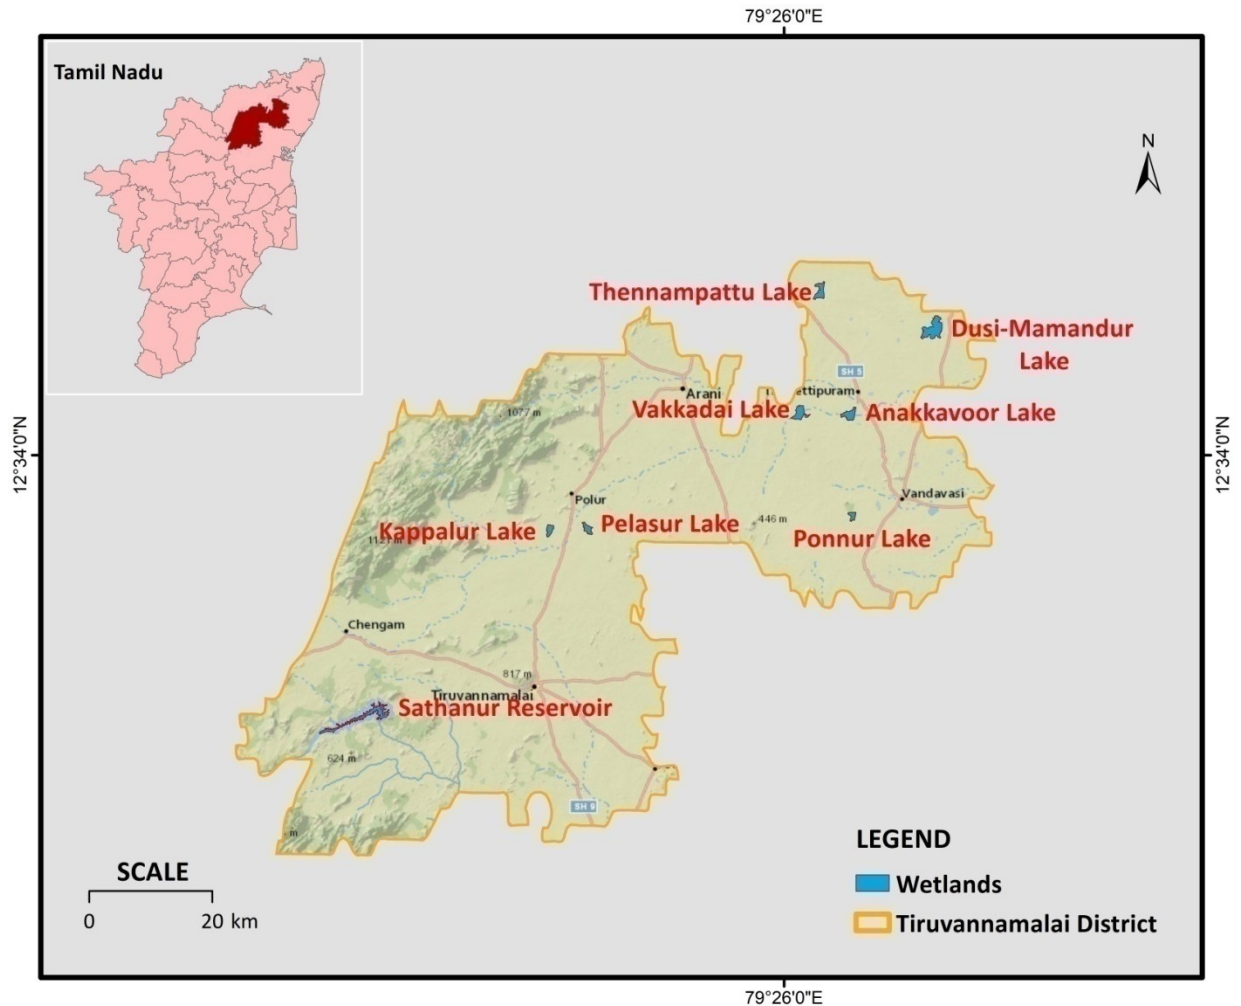 79°26'0"E
Tamil Nadu
N
Thennampattu Lake
Dusi-Mamandur
Lake
SH 5
Arani
ettipuram
1077 m
Vakkadai Lake
Anakkavoor Lake
12°34'0"N
12°34'0"N
Polur
Vandavasi
446 m
Kappalur Lake
Pelasur Lake
Ponnur Lake
Chengam
817 m
Tiruvannamalai
Sathanur Reservoir
624 m
SH 9
m
LEGEND
SCALE
Wetlands
0 20 km
Tiruvannamalai District
79°26'0"E